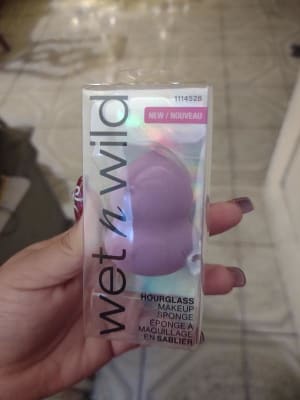 1114528
NEW / NOUVEAU
wet n wild
HOURGLASS
MAKEUP
SPONGE
ÉPONGE À
MAQUILLAGE
EN SABLIER